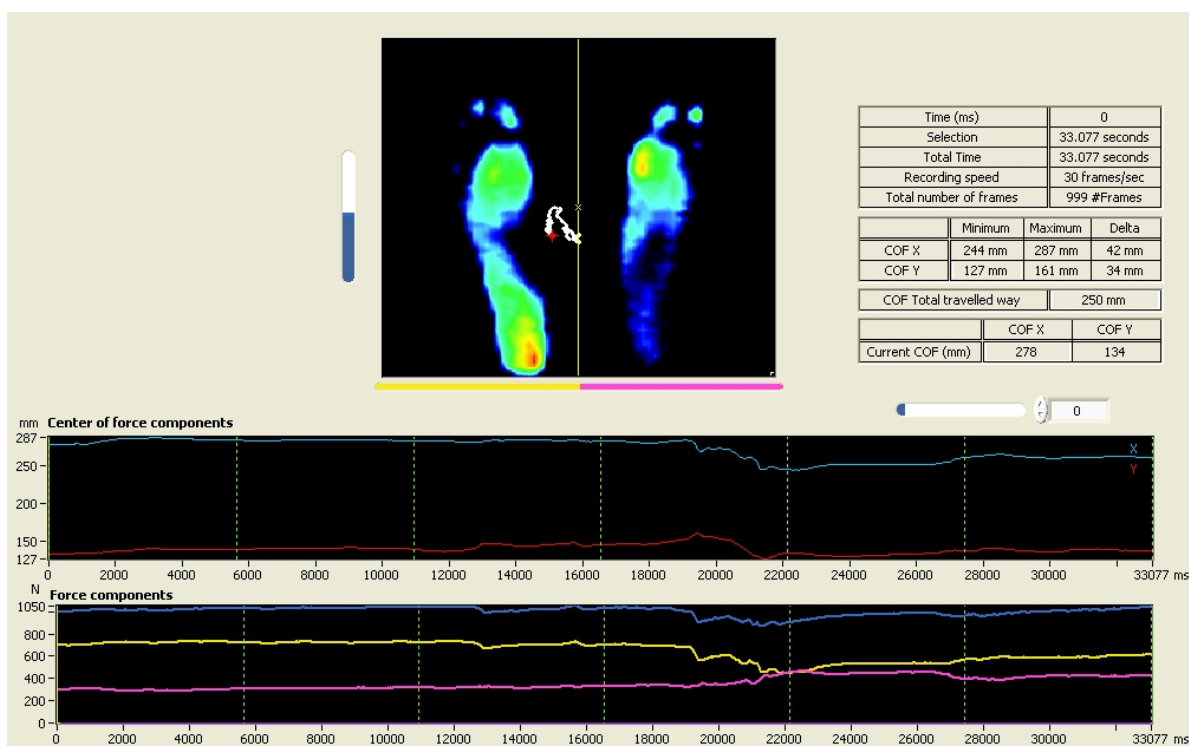 Time (ms) 0
Selection 33.077 seconds
Total Time 33.077 seconds
Recording speed 30 frames/sec
Total number of frames 999 #Frames
Minimum Maximum Delta
COF X 244 mm 287 mm 42 mm
COF Y 127 mm 161 mm 34 mm
COF Total travelled way 250 mm
COF X COF Y
Current COF (mm) 278 134
0
mm Center of force components
287
X
250
Y
200
150
127
0 2000 4000 6000 8000 10000 12000 14000 16000 18000 20000 22000 24000 26000 28000 30000 33077 ms
N Force components
1050
800
600
400
200
0
0 2000 4000 6000 8000 10000 12000 14000 16000 18000 20000 22000 24000 26000 28000 30000 33077 ms